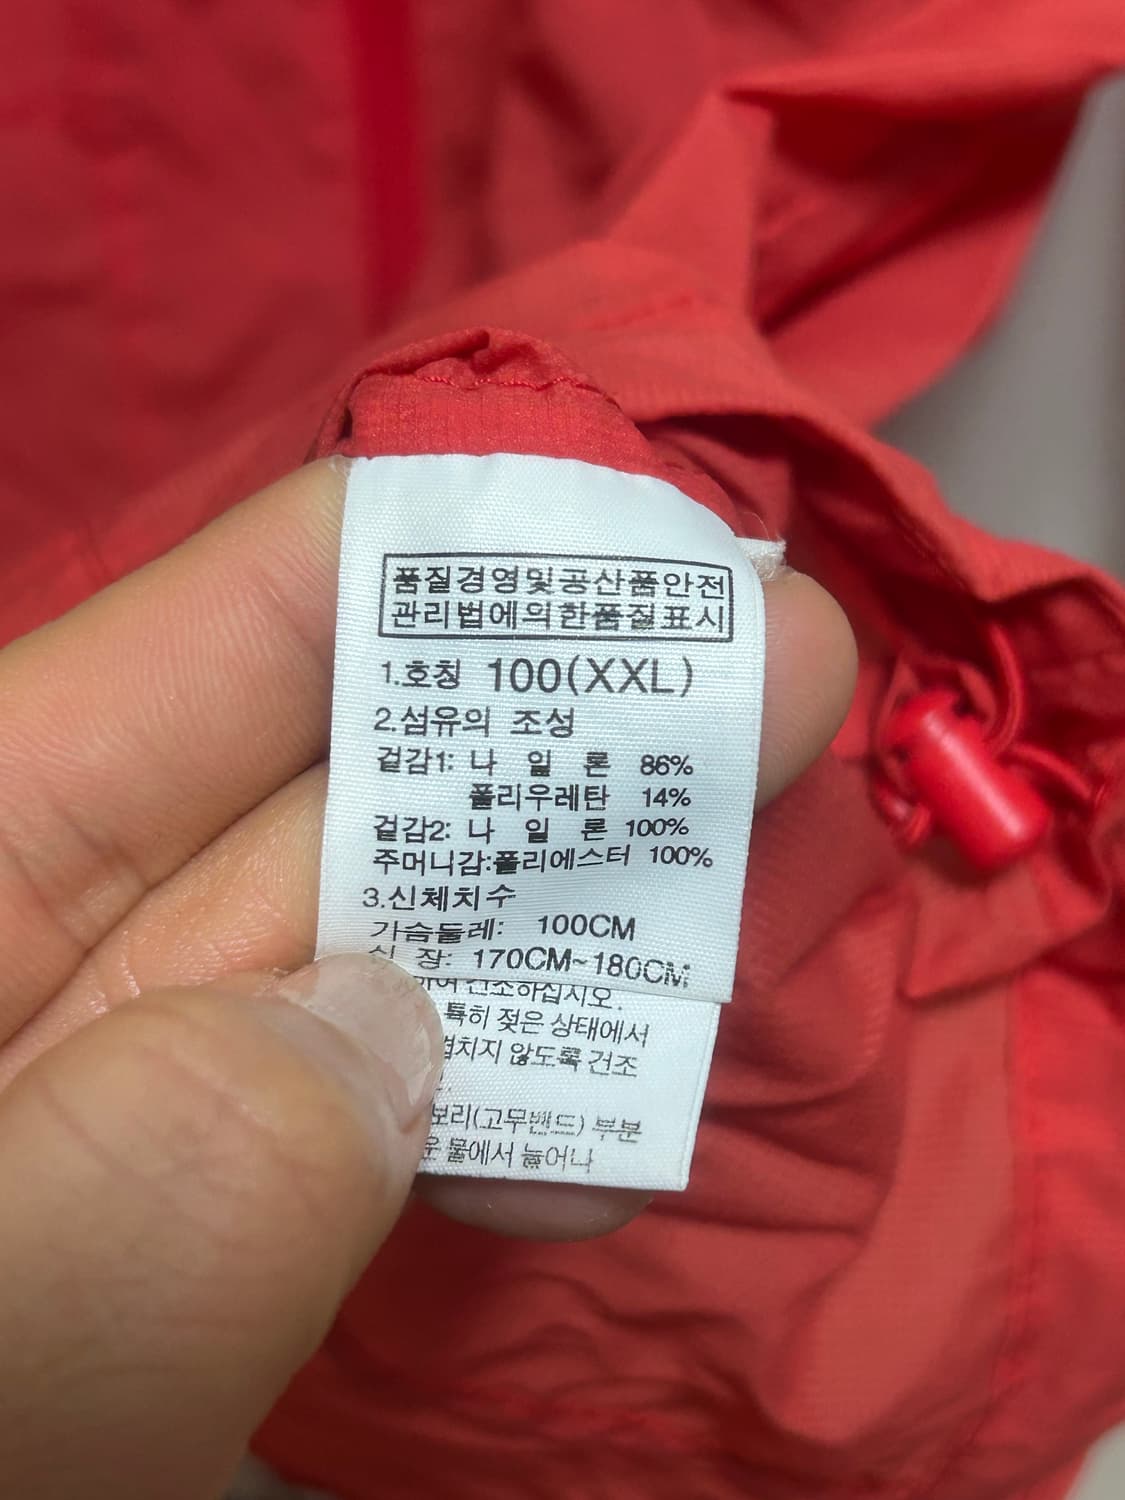 품질경영및공산품안전
관리법에의한품질표시
1.호칭 100(XXL)
2.섬유의 조성
겉감1: 나 일 론 86%
폴리우레탄 14%
겉감2: 나 일 론 100%
주머니감:폴리에스터 100%
3.신체치수
가슴둘레: 100CM
신 장: 170CM~180CM
건조하십시오.
특히 젖은 상태에서
않도록 건조
(고무밴드) 부분
물에서 늘어나